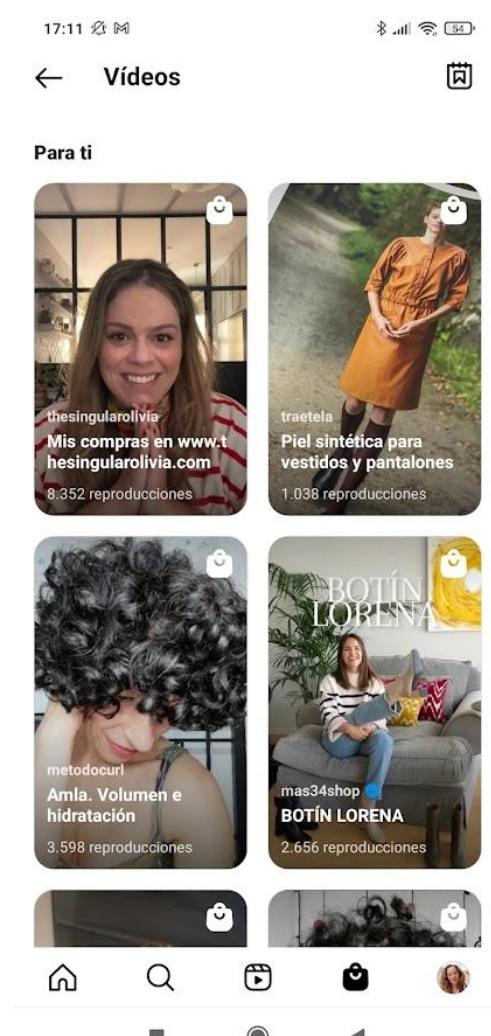 17:11
54
Vídeos
Para ti
thesingularolivia
Mis compras en www.t
hesingularolivia.com
8.352 reproducciones
traetela
Piel sintética para
vestidos y pantalones
1.038 reproducciones
metodocurl
Amla. Volumen e
hidratación
3.598 reproducciones
BOTÍN
LORENA
mas34shop
BOTÍN LORENA
2.656 reproducciones